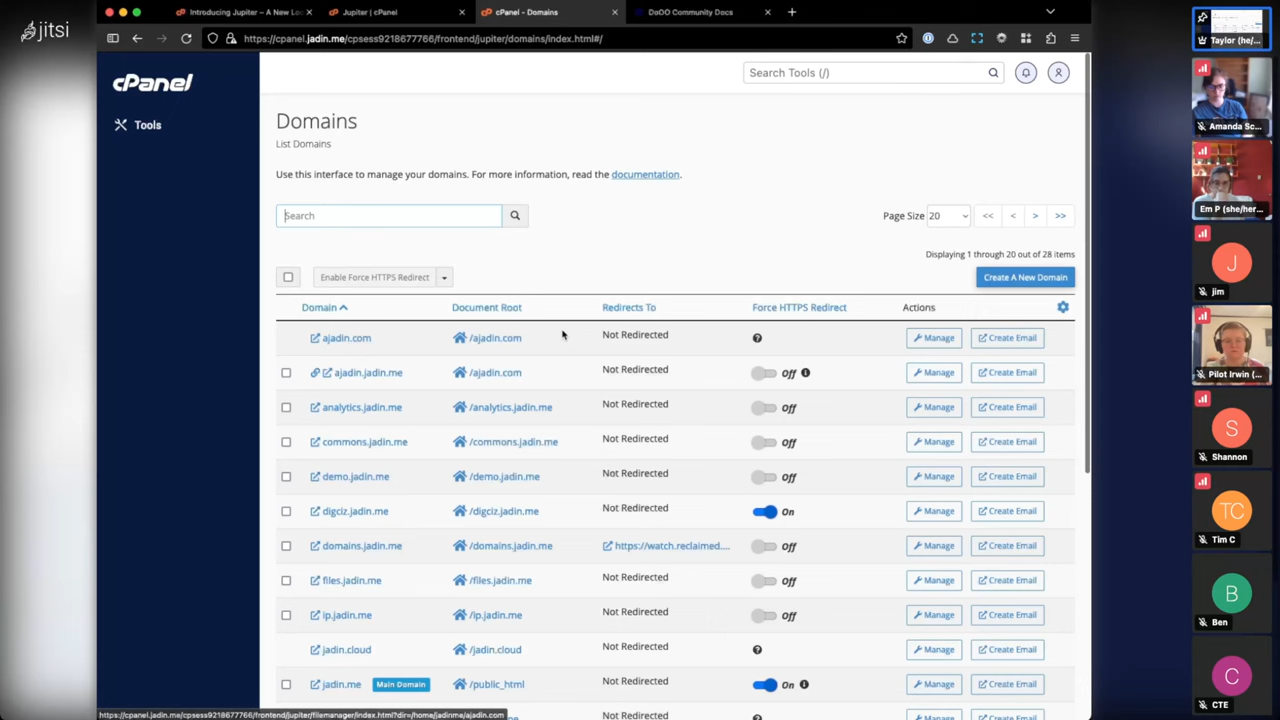 jitsi
Introducing Jupiter – A New Loo
Jupiter | cPanel
cPanel - Domains
DoOO Community Docs
https://cpanel.jadin.me/cpsess9218677766/frontend/jupiter/domains/index.html#/
cPanel
Tools
Search Tools (/)
Domains
List Domains
Use this interface to manage your domains. For more information, read the documentation.
Search
Page Size 20 << < > >>
Displaying 1 through 20 out of 28 items
Enable Force HTTPS Redirect
Create A New Domain
Domain Document Root Redirects To Force HTTPS Redirect Actions
ajadin.com /ajadin.com Not Redirected Manage Create Email
ajadin.jadin.me /ajadin.com Not Redirected Off Manage Create Email
analytics.jadin.me /analytics.jadin.me Not Redirected Off Manage Create Email
commons.jadin.me /commons.jadin.me Not Redirected Off Manage Create Email
demo.jadin.me /demo.jadin.me Not Redirected Off Manage Create Email
digciz.jadin.me /digciz.jadin.me Not Redirected On Manage Create Email
domains.jadin.me /domains.jadin.me https://watch.reclaimed.... Off Manage Create Email
files.jadin.me /files.jadin.me Not Redirected Off Manage Create Email
ip.jadin.me /ip.jadin.me Not Redirected Off Manage Create Email
jadin.cloud /jadin.cloud Not Redirected Manage Create Email
jadin.me Main Domain /public_html Not Redirected On Manage Create Email
https://cpanel.jadin.me/cpsess9218677766/frontend/jupiter/filemanager/index.html?dir=/home/jadinme/ajadin.com
Not Redirected
Taylor (he/...
Amanda Sc...
Em P (she/her...
J
jim
Pilot Irwin (...
S
Shannon
TC
Tim C
B
Ben
C
CTE